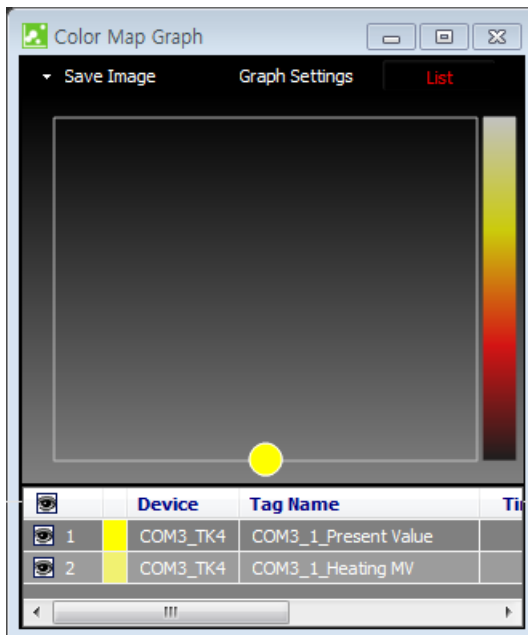 Color Map Graph
Save Image Graph Settings List
Device Tag Name Ti
1 COM3_TK4 COM3_1_Present Value
2 COM3_TK4 COM3_1_Heating MV